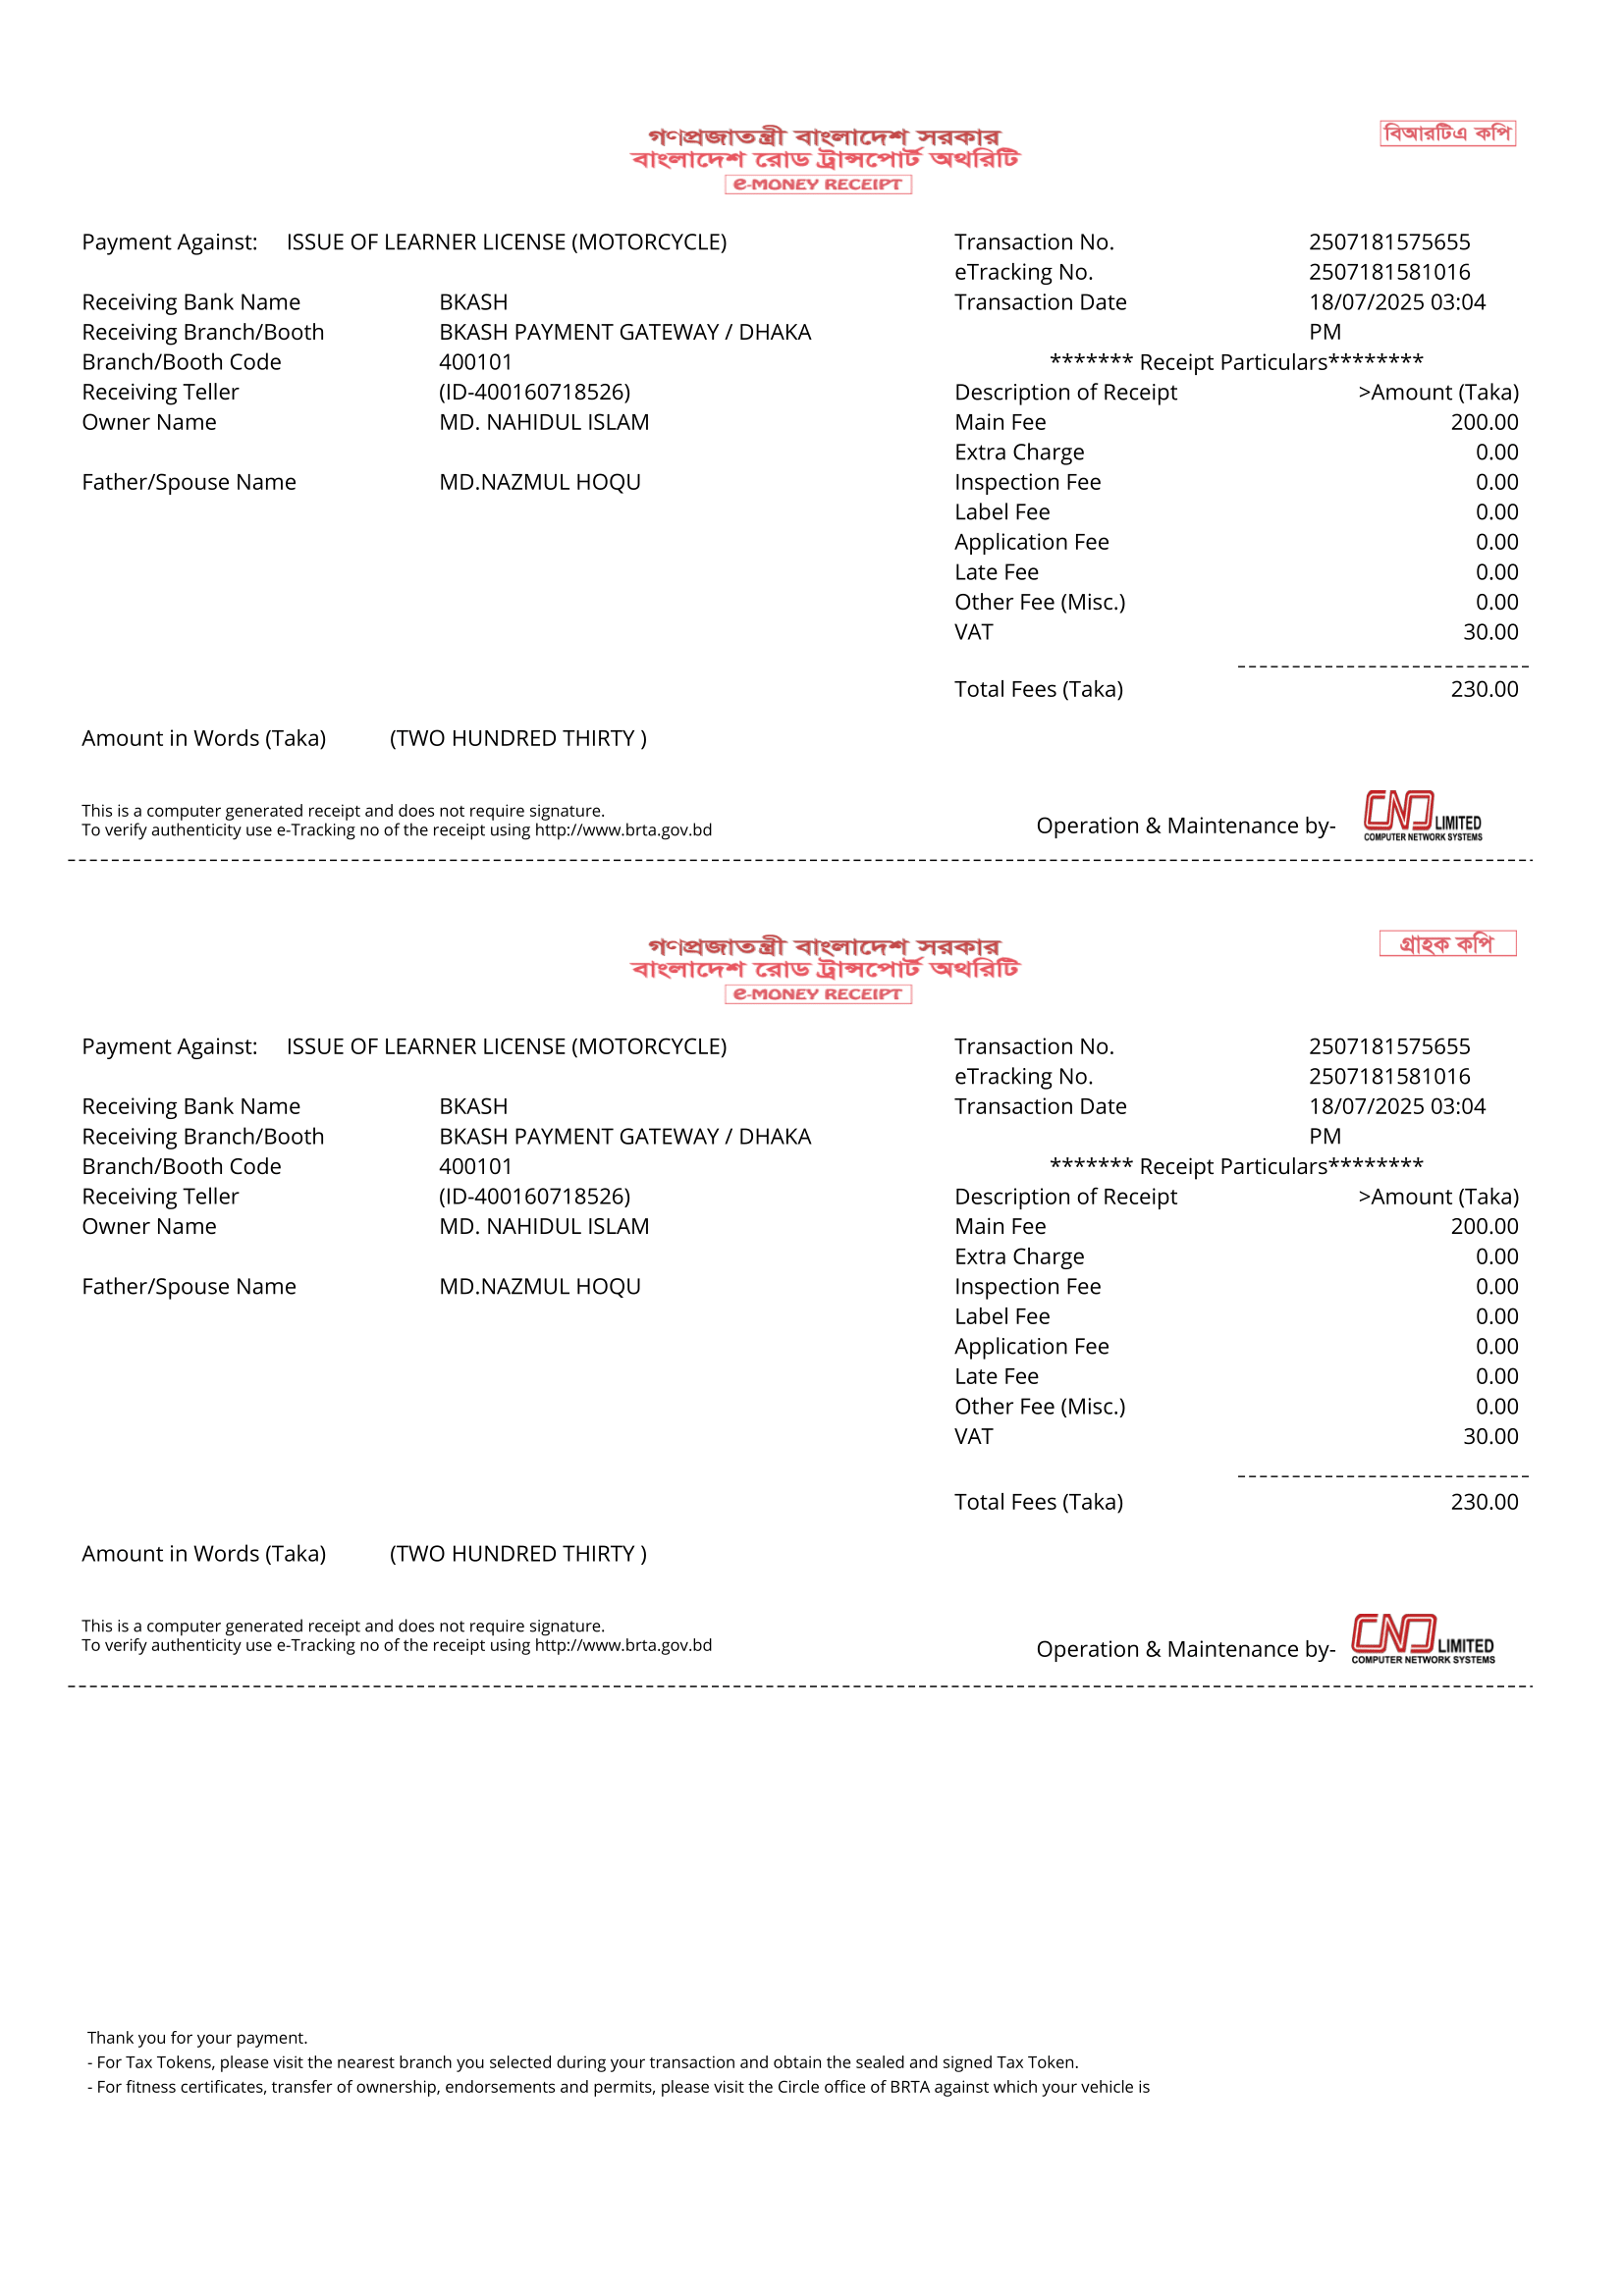 গণপ্রজাতন্ত্রী বাংলাদেশ সরকার
বাংলাদেশ রোড ট্রান্সপোর্ট অথরিটি
e-MONEY RECEIPT
বিআরটিএ কপি
Payment Against: ISSUE OF LEARNER LICENSE (MOTORCYCLE)
Transaction No. 2507181575655
eTracking No. 2507181581016
Receiving Bank Name BKASH
Transaction Date 18/07/2025 03:04
PM
Receiving Branch/Booth BKASH PAYMENT GATEWAY / DHAKA
Branch/Booth Code 400101
******* Receipt Particulars********
Receiving Teller (ID-400160718526)
Description of Receipt >Amount (Taka)
Owner Name MD. NAHIDUL ISLAM
Main Fee 200.00
Extra Charge 0.00
Father/Spouse Name MD.NAZMUL HOQU
Inspection Fee 0.00
Label Fee 0.00
Application Fee 0.00
Late Fee 0.00
Other Fee (Misc.) 0.00
VAT 30.00
Total Fees (Taka) 230.00
Amount in Words (Taka) (TWO HUNDRED THIRTY )
This is a computer generated receipt and does not require signature.
To verify authenticity use e-Tracking no of the receipt using http://www.brta.gov.bd
Operation & Maintenance by-
CNS LIMITED
COMPUTER NETWORK SYSTEMS
গণপ্রজাতন্ত্রী বাংলাদেশ সরকার
বাংলাদেশ রোড ট্রান্সপোর্ট অথরিটি
e-MONEY RECEIPT
গ্রাহক কপি
Payment Against: ISSUE OF LEARNER LICENSE (MOTORCYCLE)
Transaction No. 2507181575655
eTracking No. 2507181581016
Receiving Bank Name BKASH
Transaction Date 18/07/2025 03:04
PM
Receiving Branch/Booth BKASH PAYMENT GATEWAY / DHAKA
Branch/Booth Code 400101
******* Receipt Particulars********
Receiving Teller (ID-400160718526)
Description of Receipt >Amount (Taka)
Owner Name MD. NAHIDUL ISLAM
Main Fee 200.00
Extra Charge 0.00
Father/Spouse Name MD.NAZMUL HOQU
Inspection Fee 0.00
Label Fee 0.00
Application Fee 0.00
Late Fee 0.00
Other Fee (Misc.) 0.00
VAT 30.00
Total Fees (Taka) 230.00
Amount in Words (Taka) (TWO HUNDRED THIRTY )
This is a computer generated receipt and does not require signature.
To verify authenticity use e-Tracking no of the receipt using http://www.brta.gov.bd
Operation & Maintenance by-
CNS LIMITED
COMPUTER NETWORK SYSTEMS
Thank you for your payment.
- For Tax Tokens, please visit the nearest branch you selected during your transaction and obtain the sealed and signed Tax Token.
- For fitness certificates, transfer of ownership, endorsements and permits, please visit the Circle office of BRTA against which your vehicle is